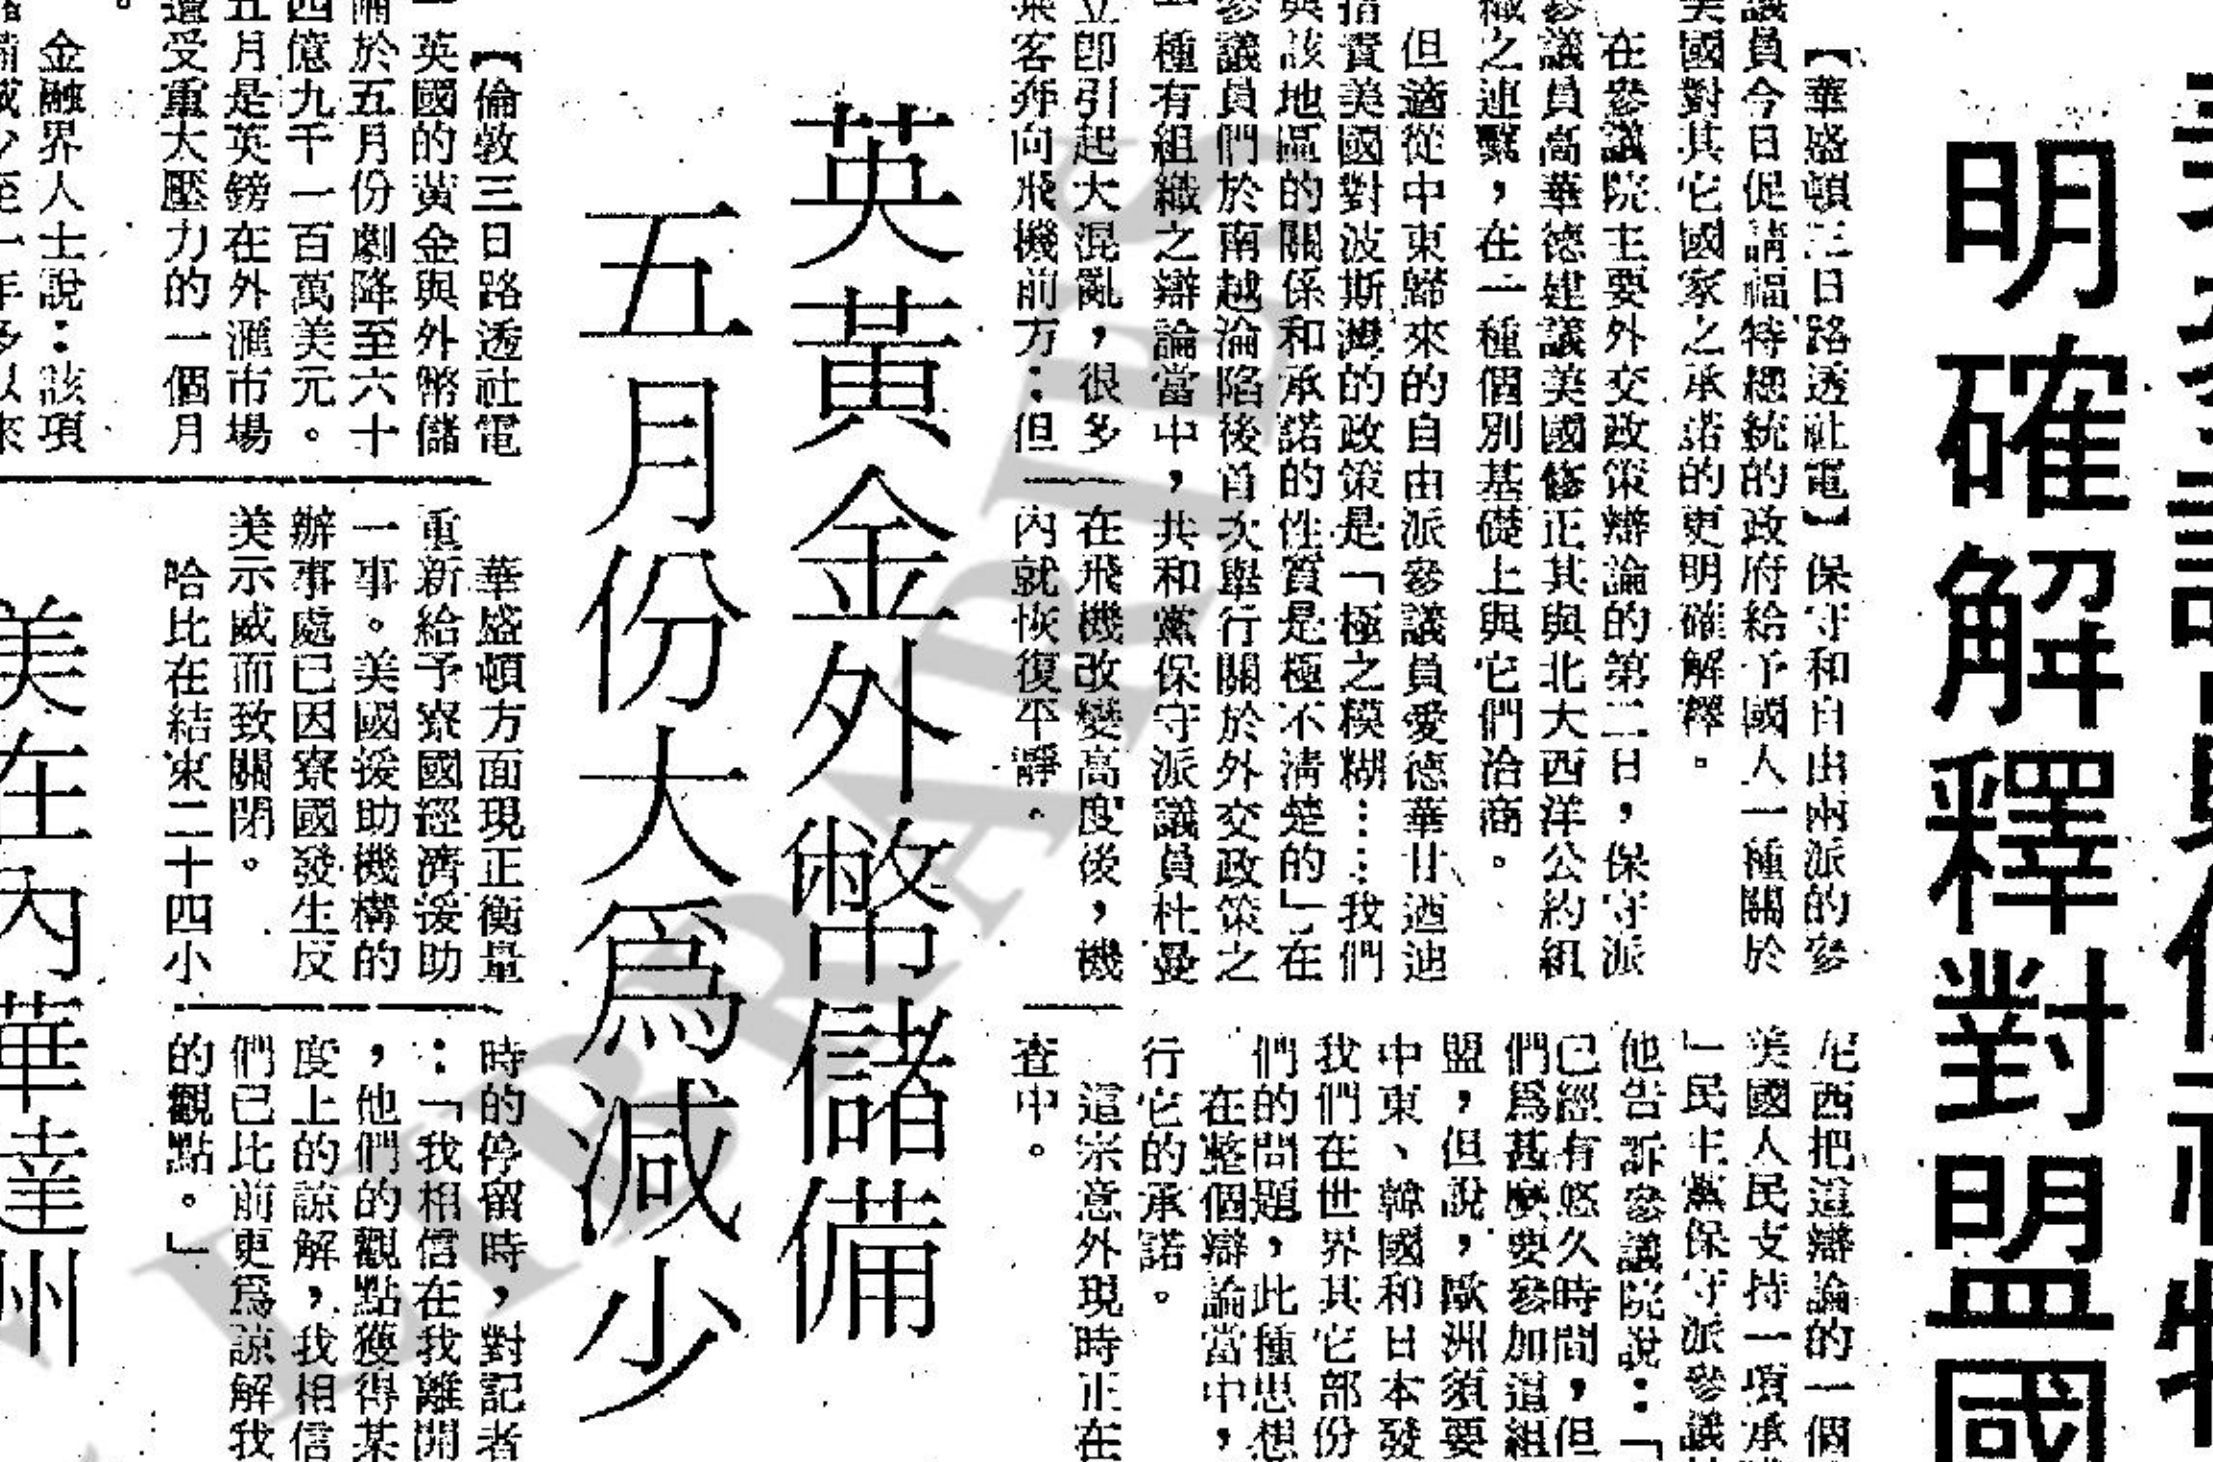 明確解釋對盟國
【華盛頓三日路透社電】保守和自由兩派的參
議員今日促請福特總統的政府給予國人一種關於
美國對其它國家之承諾的更明確解釋。
在參議院主要外交政策辯論的第二日，保守派
參議員高華德建議美國修正其與北大西洋公約組
織之連繫，在一種個別基礎上與它們洽商。
但適從中東歸來的自由派參議員愛德華甘迺迪
指責美國對波斯灣的政策是「極之模糊……我們
與該地區的關係和承諾的性質是極不清楚的」在
參議員們於南越淪陷後首次舉行關於外交政策之
一種有組織之辯論當中，共和黨保守派議員杜曼
尼西把這辯論的一個
美國人民支持一項承
」民主黨保守派參議
他告訴參議院說：「
已經有悠久時間，但
們爲甚麼要參加這組
盟，但說，歐洲須要
中東、韓國和日本發
我們在世界其它部份
們的問題，此種思想
在整個辯論當中，
行它的承諾。
立即引起大混亂，很多
乘客奔向飛機前方：但
在飛機改變高度後，機
內就恢復平靜。
這宗意外現時正在
查中。
英黃金外幣儲備
五月份大爲減少
【倫敦三日路透社電
一英國的黃金與外幣儲
備於五月份劇降至六十
四億九千一百萬美元。
五月是英鎊在外滙市場
遭受重大壓力的一個月
。
金融界人士說：該項
儲備減少至一年多以來
華盛頓方面現正衡量
重新給予寮國經濟援助
一事。美國援助機構的
辦事處已因寮國發生反
美示威而致關閉。
哈比在結束二十四小
時的停留時，對記者
：「我相信在我離開
，他們的觀點獲得某
度上的諒解，我相信
們已比前更爲諒解我
的觀點。」
美在內華達州
LIBRARIES